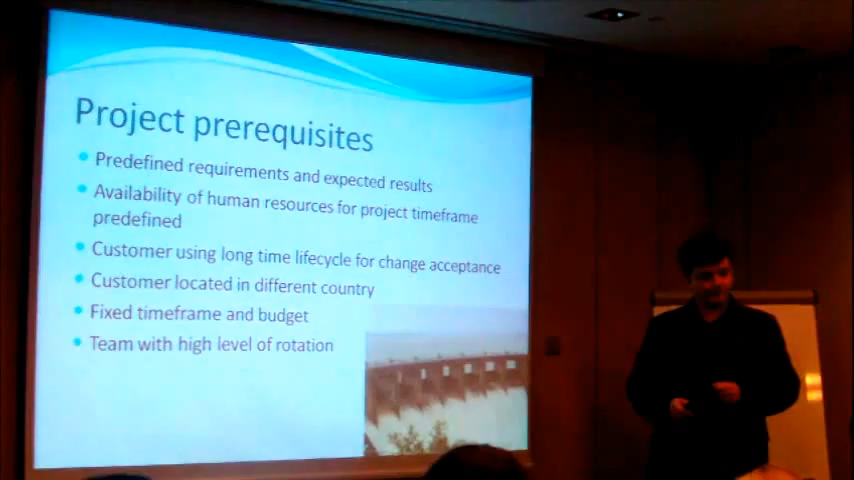 Project prerequisites
Predefined requirements and expected results
Availability of human resources for project timeframe
predefined
Customer using long time lifecycle for change acceptance
Customer located in different country
Fixed timeframe and budget
Team with high level of rotation